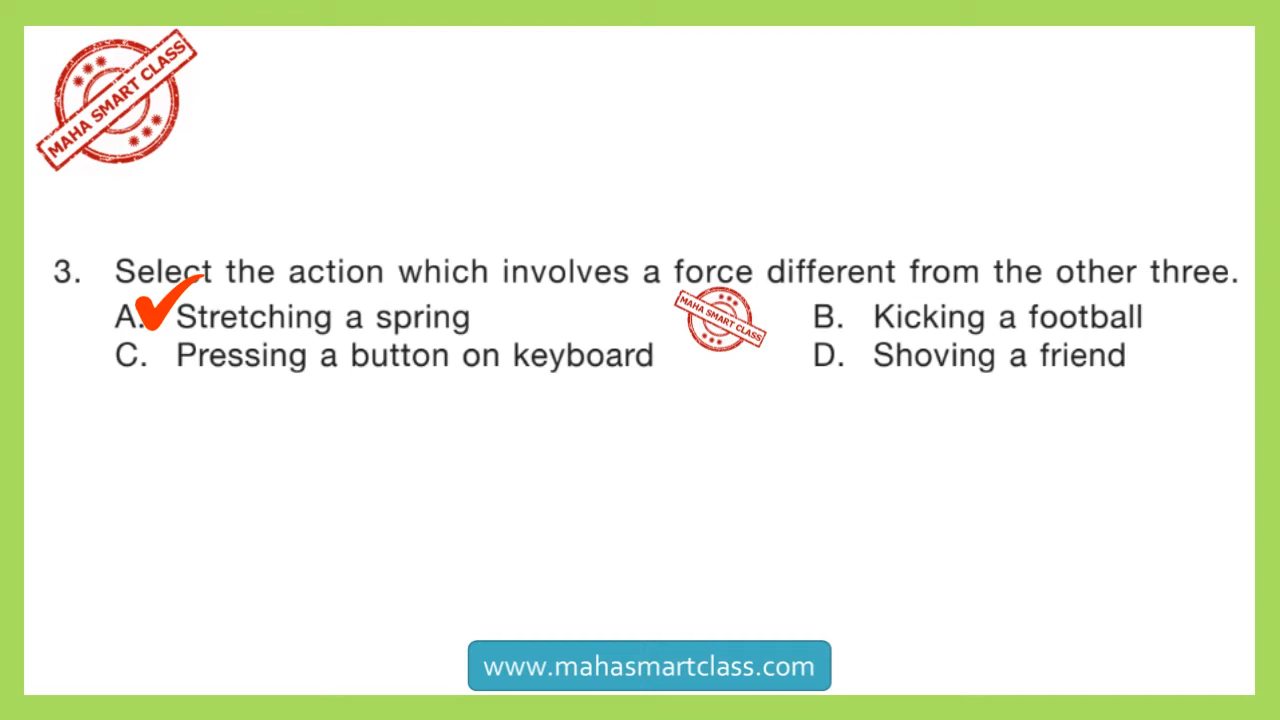 MAHA SMART CLASS
3. Select the action which involves a force different from the other three.
A. Stretching a spring B. Kicking a football
MAHA SMART CLASS
C. Pressing a button on keyboard D. Shoving a friend
www.mahasmartclass.com